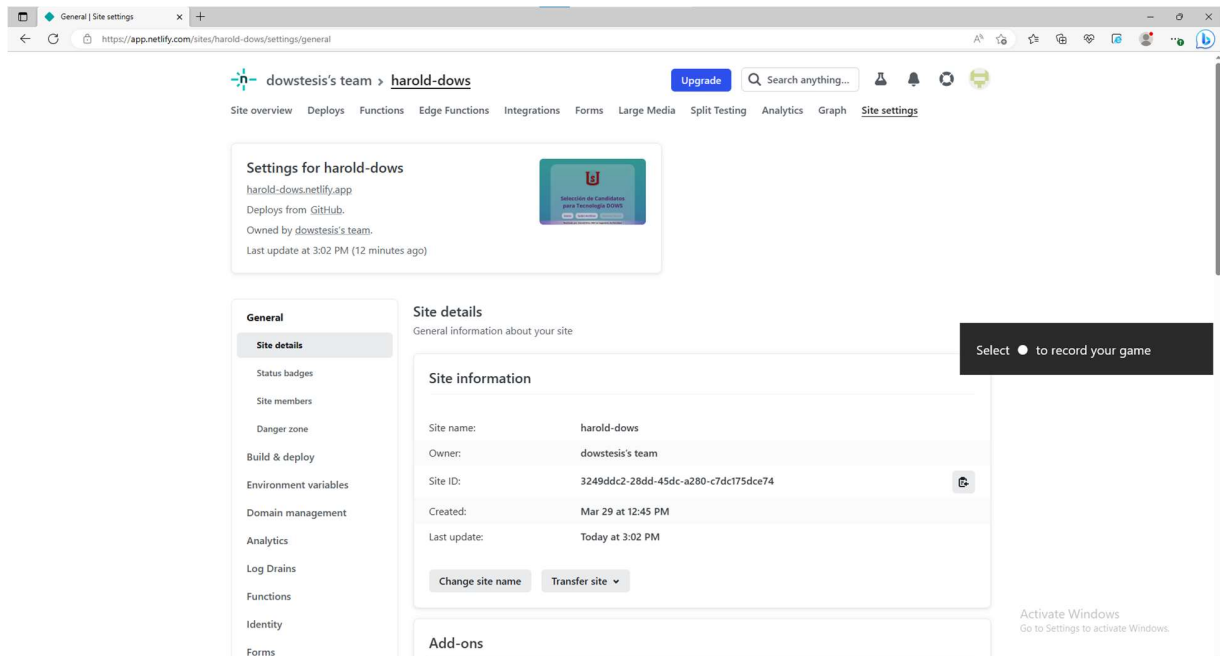 General | Site settings
https://app.netlify.com/sites/harold-dows/settings/general
dowstesis's team > harold-dows
Upgrade
Search anything...
Site overview Deploys Functions Edge Functions Integrations Forms Large Media Split Testing Analytics Graph Site settings
Settings for harold-dows
harold-dows.netlify.app
Deploys from GitHub.
Owned by dowstesis's team.
Last update at 3:02 PM (12 minutes ago)
Selección de Candidatos
para Tecnología DOWS
General
Site details
Status badges
Site members
Danger zone
Build & deploy
Environment variables
Domain management
Analytics
Log Drains
Functions
Identity
Forms
Site details
General information about your site
Select to record your game
Site information
Site name: harold-dows
Owner: dowstesis's team
Site ID: 3249ddc2-28dd-45dc-a280-c7dc175dce74
Created: Mar 29 at 12:45 PM
Last update: Today at 3:02 PM
Change site name Transfer site
Add-ons
Activate Windows
Go to Settings to activate Windows.